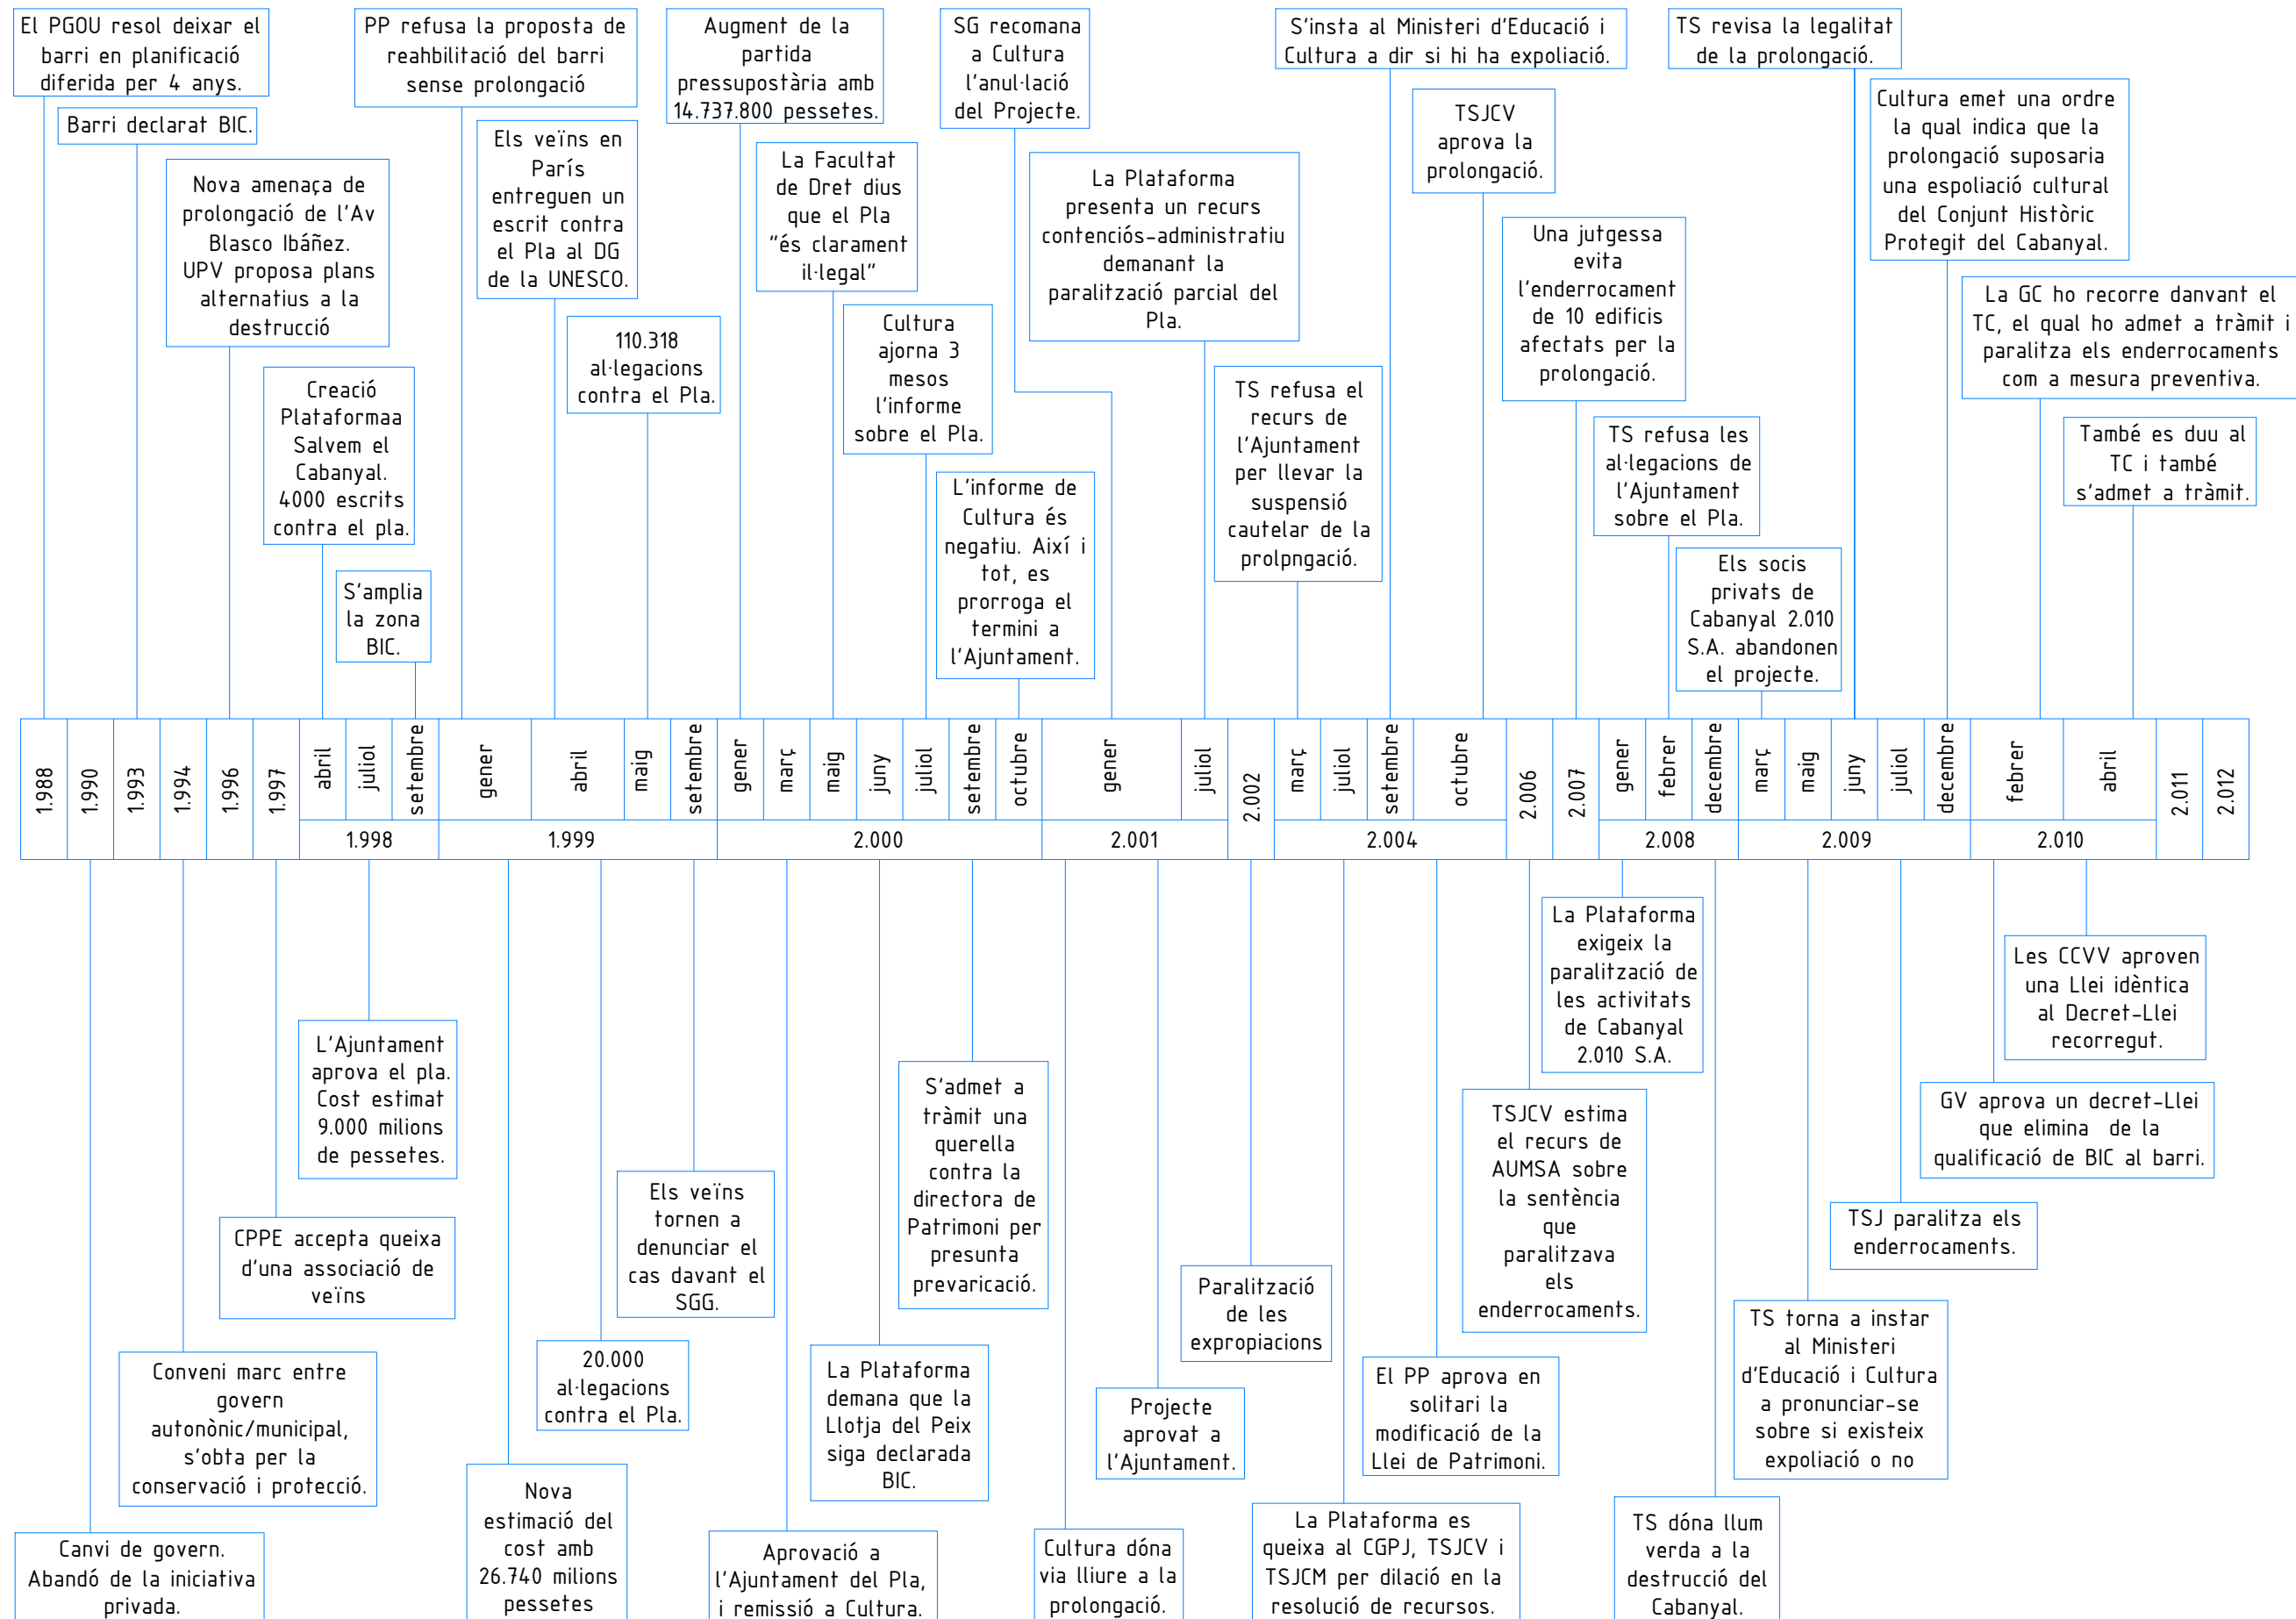 El PGOU resol deixar el
barri en planificació
diferida per 4 anys.
Barri declarat BIC.
Nova amenaça de
prolongació de l'Av
Blasco Ibáñez.
UPV proposa plans
alternatius a la
destrucció
Creació
Plataformaa
Salvem el
Cabanyal.
4000 escrits
contra el pla.
S'amplia
la zona
BIC.
PP refusa la proposta de
reahbilitació del barri
sense prolongació
Els veïns en
París
entreguen un
escrit contra
el Pla al DG
de la UNESCO.
110.318
al·legacions
contra el Pla.
Augment de la
partida
pressupostària amb
14.737.800 pessetes.
La Facultat
de Dret dius
que el Pla
"és clarament
il·legal"
Cultura
ajorna 3
mesos
l'informe
sobre el Pla.
L'informe de
Cultura és
negatiu. Així i
tot, es
prorroga el
termini a
l'Ajuntament.
SG recomana
a Cultura
l'anul·lació
del Projecte.
La Plataforma
presenta un recurs
contenciós-administratiu
demanant la
paralització parcial del
Pla.
TS refusa el
recurs de
l'Ajuntament
per llevar la
suspensió
cautelar de la
prolpngació.
S'insta al Ministeri d'Educació i
Cultura a dir si hi ha expoliació.
TSJCV
aprova la
prolongació.
Una jutgessa
evita
l'enderrocament
de 10 edificis
afectats per la
prolongació.
TS refusa les
al·legacions de
l'Ajuntament
sobre el Pla.
Els socis
privats de
Cabanyal 2.010
S.A. abandonen
el projecte.
TS revisa la legalitat
de la prolongació.
Cultura emet una ordre
la qual indica que la
prolongació suposaria
una espoliació cultural
del Conjunt Històric
Protegit del Cabanyal.
La GC ho recorre danvant el
TC, el qual ho admet a tràmit i
paralitza els enderrocaments
com a mesura preventiva.
També es duu al
TC i també
s'admet a tràmit.
1.988
1.990
1.993
1.994
1.996
1.997
abril
juliol
setembre
1.998
gener
abril
maig
setembre
1.999
gener
març
maig
juny
juliol
setembre
octubre
2.000
gener
juliol
2.001
2.002
març
juliol
setembre
octubre
2.004
2.006
2.007
gener
febrer
decembre
2.008
març
maig
juny
juliol
decembre
2.009
febrer
abril
2.010
2.011
2.012
Canvi de govern.
Abandó de la iniciativa
privada.
Conveni marc entre
govern
autonònic/municipal,
s'obta per la
conservació i protecció.
CPPE accepta queixa
d'una associació de
veïns
L'Ajuntament
aprova el pla.
Cost estimat
9.000 milions
de pessetes.
Nova
estimació del
cost amb
26.740 milions
pessetes
20.000
al·legacions
contra el Pla.
Els veïns
tornen a
denunciar el
cas davant el
SGG.
Aprovació a
l'Ajuntament del Pla,
i remissió a Cultura.
La Plataforma
demana que la
Llotja del Peix
siga declarada
BIC.
S'admet a
tràmit una
querella
contra la
directora de
Patrimoni per
presunta
prevaricació.
Cultura dóna
via lliure a la
prolongació.
Projecte
aprovat a
l'Ajuntament.
Paralització
de les
expropiacions
La Plataforma es
queixa al CGPJ, TSJCV i
TSJCM per dilació en la
resolució de recursos.
El PP aprova en
solitari la
modificació de la
Llei de Patrimoni.
TSJCV estima
el recurs de
AUMSA sobre
la sentència
que
paralitzava
els
enderrocaments.
La Plataforma
exigeix la
paralització de
les activitats
de Cabanyal
2.010 S.A.
TS dóna llum
verda a la
destrucció del
Cabanyal.
TS torna a instar
al Ministeri
d'Educació i Cultura
a pronunciar-se
sobre si existeix
expoliació o no
TSJ paralitza els
enderrocaments.
GV aprova un decret-Llei
que elimina de la
qualificació de BIC al barri.
Les CCVV aproven
una Llei idèntica
al Decret-Llei
recorregut.